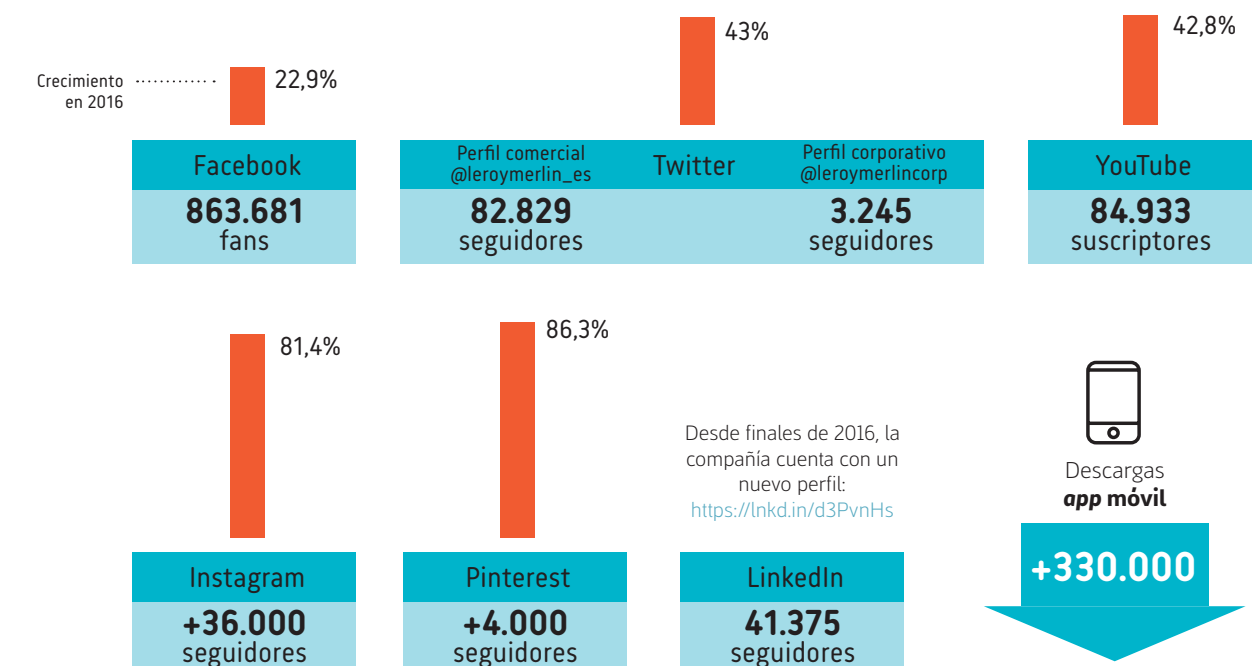 Crecimiento
en 2016
22,9%
Facebook
863.681
fans
43%
Perfil comercial
@leroymerlin_es
Twitter
Perfil corporativo
@leroymerlincorp
82.829
seguidores
3.245
seguidores
42,8%
YouTube
84.933
suscriptores
81,4%
Instagram
+36.000
seguidores
86,3%
Pinterest
+4.000
seguidores
Desde finales de 2016, la
compañía cuenta con un
nuevo perfil:
https://lnkd.in/d3PvnHs
LinkedIn
41.375
seguidores
Descargas
app móvil
+330.000